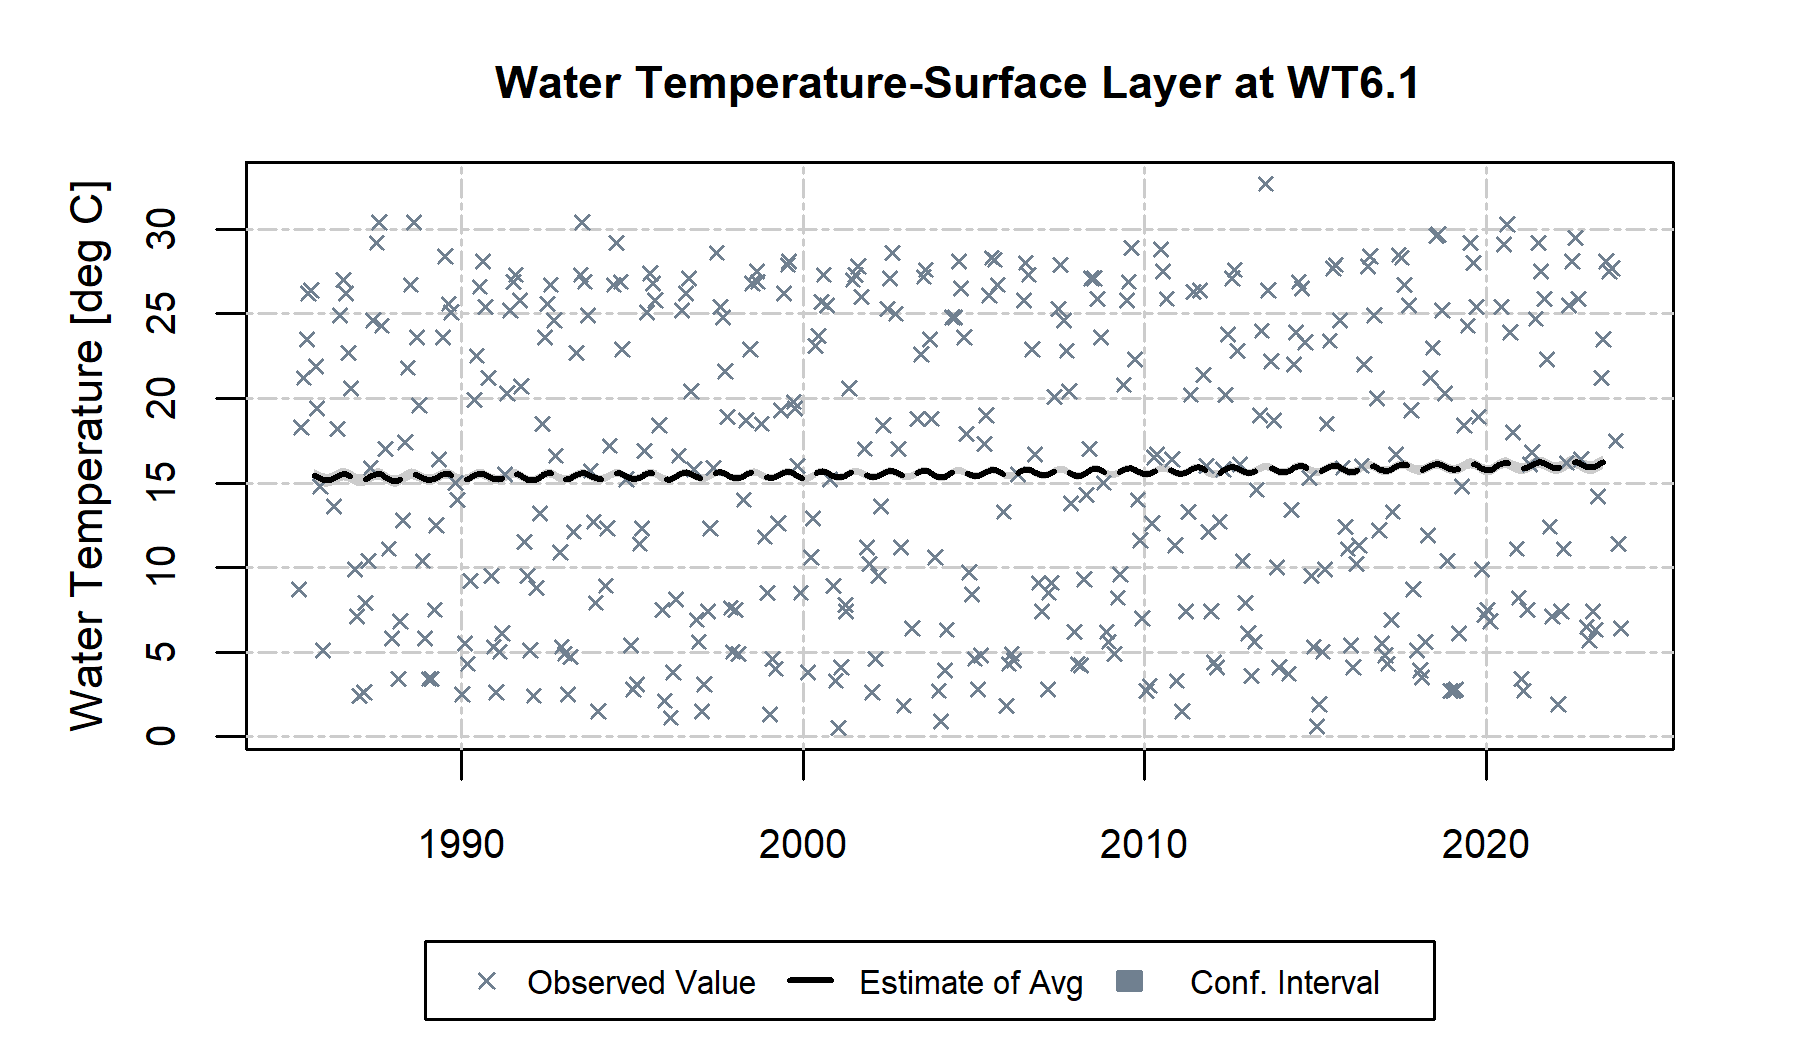 Water Temperature-Surface Layer at WT6.1
Water Temperature [deg C]
30
25
20
15
10
5
0
1990 2000 2010 2020
Observed Value Estimate of Avg Conf. Interval